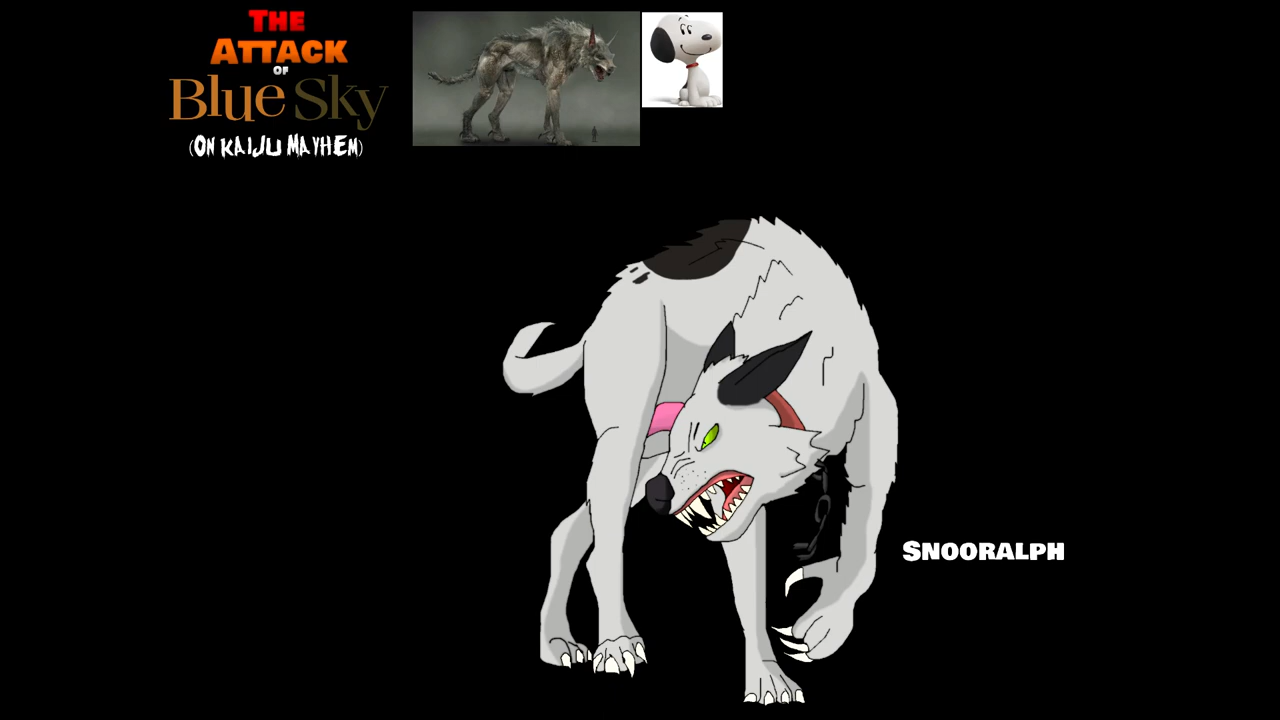 THE
ATTACK
OF
Blue Sky
(ON KAIJU MAYHEM)
SNOORALPH